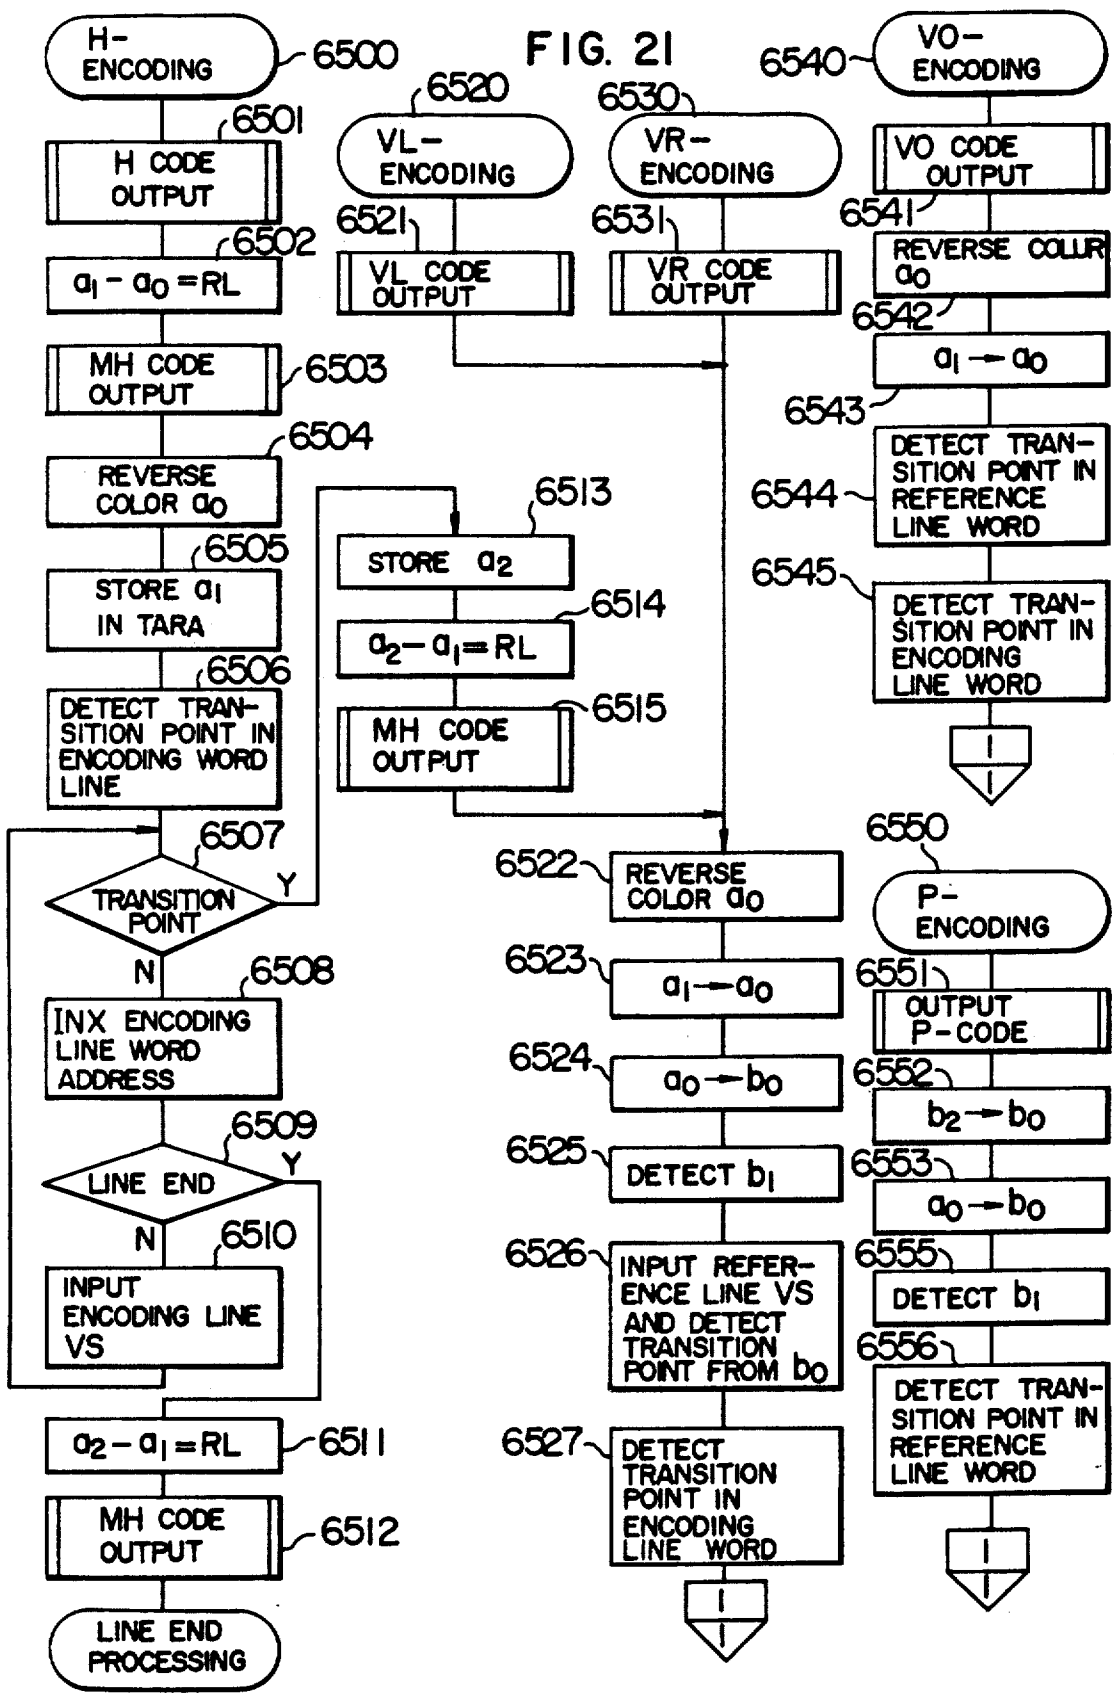 FIG. 21
H-
ENCODING
6500
6501
H CODE
OUTPUT
6502
a1 - a0 = RL
MH CODE
OUTPUT
6503
6504
REVERSE
COLOR a0
6505
STORE a1
IN TARA
6506
DETECT TRAN-
SITION POINT IN
ENCODING WORD
LINE
6507
TRANSITION
POINT
Y
N
6508
INX ENCODING
LINE WORD
ADDRESS
6509
LINE END
Y
N
6510
INPUT
ENCODING LINE
VS
a2 - a1 = RL
6511
MH CODE
OUTPUT
6512
LINE END
PROCESSING
6513
STORE a2
6514
a2 - a1 = RL
6515
MH CODE
OUTPUT
6520
VL-
ENCODING
6521
VL CODE
OUTPUT
6530
VR-
ENCODING
6531
VR CODE
OUTPUT
6522
REVERSE
COLOR a0
6523
a1 → a0
6524
a0 → b0
6525
DETECT b1
6526
INPUT REFER-
ENCE LINE VS
AND DETECT
TRANSITION
POINT FROM b0
6527
DETECT
TRANSITION
POINT IN
ENCODING
LINE WORD
1
6540
VO-
ENCODING
VO CODE
OUTPUT
6541
REVERSE COLUR
a0
6542
a1 → a0
6543
DETECT TRAN-
SITION POINT IN
REFERENCE
LINE WORD
6544
6545
DETECT TRAN-
SITION POINT IN
ENCODING
LINE WORD
1
6550
P-
ENCODING
6551
OUTPUT
P-CODE
6552
b2 → b0
6553
a0 → b0
6555
DETECT b1
6556
DETECT TRAN-
SITION POINT IN
REFERENCE
LINE WORD
1